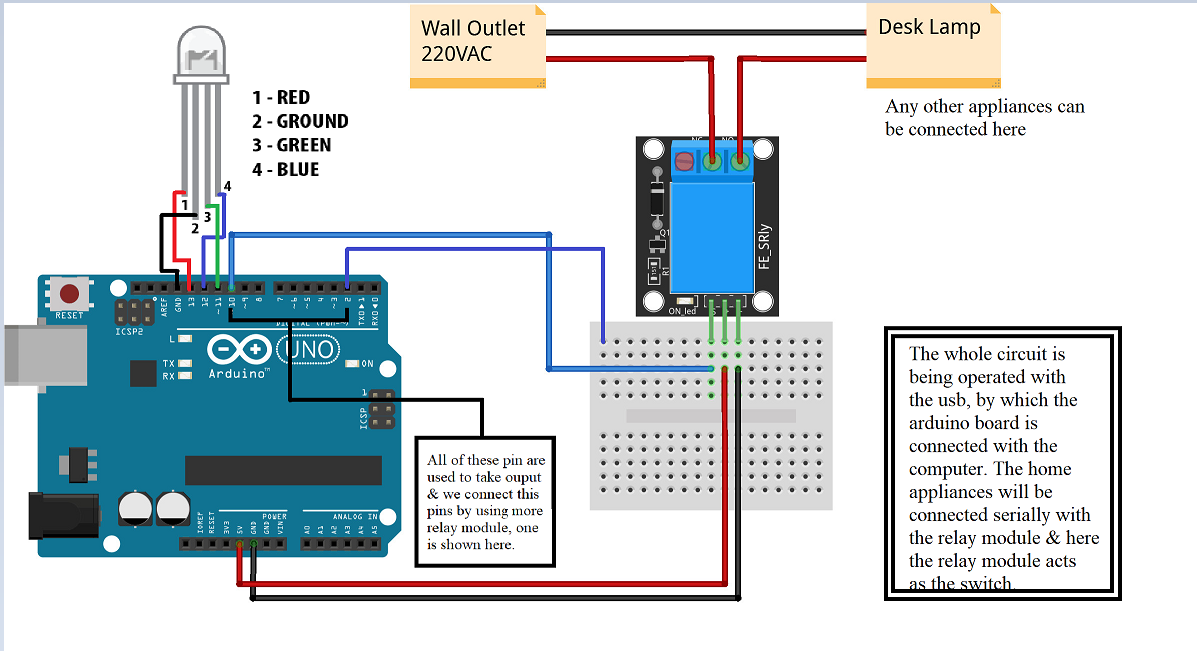 Wall Outlet
220VAC
Desk Lamp
1 - RED
2 - GROUND
3 - GREEN
4 - BLUE
Any other appliances can
be connected here
NO
4
1
3
2
Q1
R1
FE_SRly
ON_led
S
RESET
ICSP2
AREF
GND
13
12
~11
10
~9
8
7
~6
~5
4
~3
2
TXD▶1
RXD◀0
L
TX
RX
Arduino™
UNO
ON
1
ICSP
All of these pin are
used to take ouput
& we connect this
pins by using more
relay module, one
is shown here.
The whole circuit is
being operated with
the usb, by which the
arduino board is
connected with the
computer. The home
appliances will be
connected serially with
the relay module & here
the relay module acts
as the switch.
POWER
ANALOG IN
IOREF
RESET
3V3
5V
GND
GND
VIN
A0
A1
A2
A3
A4
A5